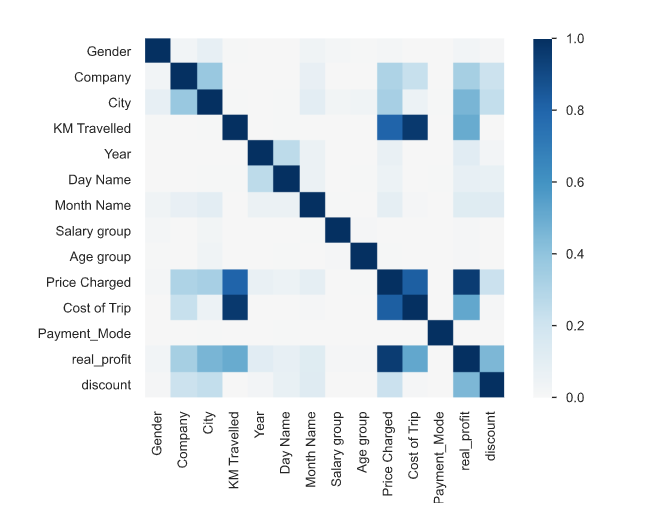 Gender
Company
City
KM Travelled
Year
Day Name
Month Name
Salary group
Age group
Price Charged
Cost of Trip
Payment_Mode
real_profit
discount
Gender
Company
City
KM Travelled
Year
Day Name
Month Name
Salary group
Age group
Price Charged
Cost of Trip
Payment_Mode
real_profit
discount
1.0
0.8
0.6
0.4
0.2
0.0